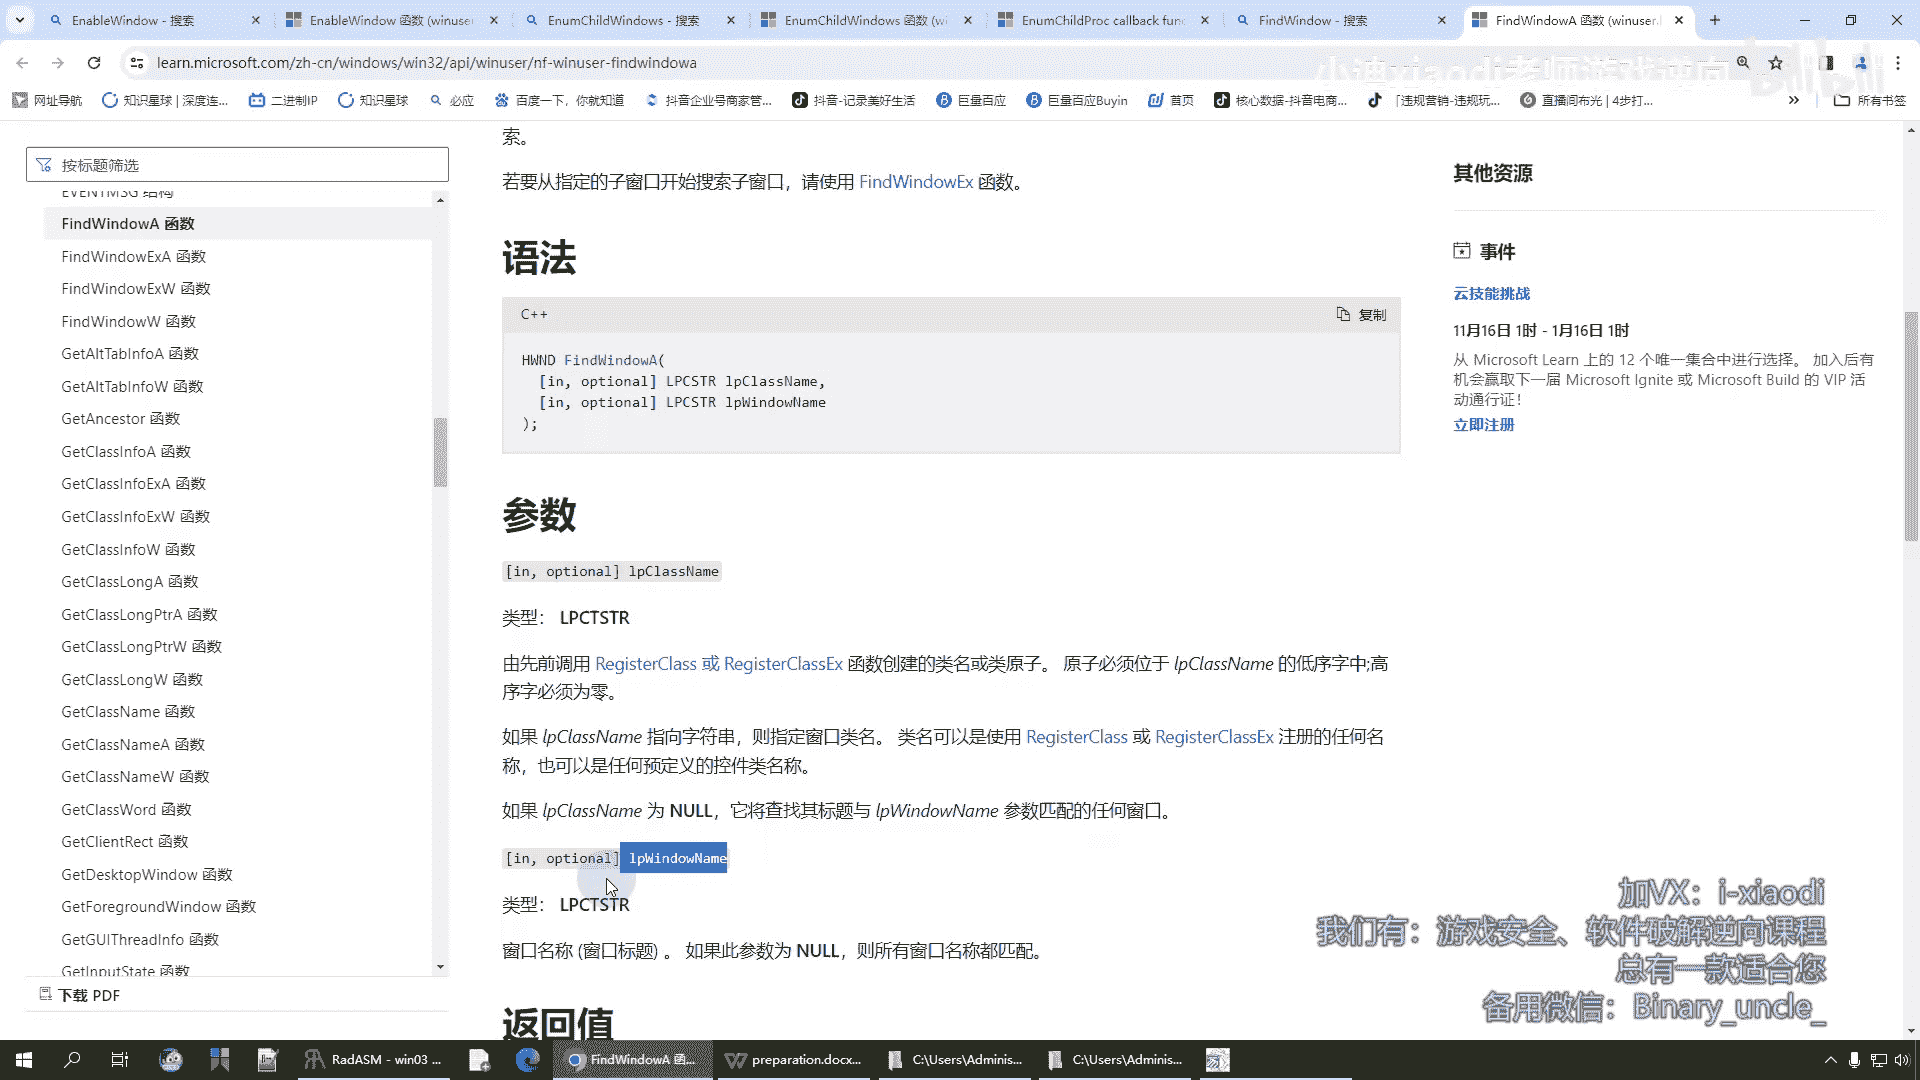 EnableWindow - 搜索
EnableWindow 函数 (winuse
EnumChildWindows - 搜索
EnumChildWindows 函数 (wi
EnumChildProc callback func
FindWindow - 搜索
FindWindowA 函数 (winuser.
learn.microsoft.com/zh-cn/windows/win32/api/winuser/nf-winuser-findwindowa
小迪xiaodi老师游戏逆向
bilibili
网址导航
知识星球 | 深度连...
二进制IP
知识星球
必应
百度一下，你就知道
抖音企业号商家管...
抖音-记录美好生活
巨量百应
巨量百应Buyin
首页
核心数据-抖音电商...
「违规营销-违规玩...
直播间布光 | 4步打...
所有书签
按标题筛选
EVENTMSG 结构
FindWindowA 函数
FindWindowExA 函数
FindWindowExW 函数
FindWindowW 函数
GetAltTabInfoA 函数
GetAltTabInfoW 函数
GetAncestor 函数
GetClassInfoA 函数
GetClassInfoExA 函数
GetClassInfoExW 函数
GetClassInfoW 函数
GetClassLongA 函数
GetClassLongPtrA 函数
GetClassLongPtrW 函数
GetClassLongW 函数
GetClassName 函数
GetClassNameA 函数
GetClassNameW 函数
GetClassWord 函数
GetClientRect 函数
GetDesktopWindow 函数
GetForegroundWindow 函数
GetGUIThreadInfo 函数
GetInputState 函数
下载 PDF
索。
若要从指定的子窗口开始搜索子窗口，请使用 FindWindowEx 函数。
语法
C++
复制
HWND FindWindowA(
[in, optional] LPCSTR lpClassName,
[in, optional] LPCSTR lpWindowName
);
参数
[in, optional] lpClassName
类型： LPCTSTR
由先前调用 RegisterClass 或 RegisterClassEx 函数创建的类名或类原子。 原子必须位于 lpClassName 的低序字中;高
序字必须为零。
如果 lpClassName 指向字符串，则指定窗口类名。 类名可以是使用 RegisterClass 或 RegisterClassEx 注册的任何名
称，也可以是任何预定义的控件类名称。
如果 lpClassName 为 NULL，它将查找其标题与 lpWindowName 参数匹配的任何窗口。
[in, optional] lpWindowName
类型： LPCTSTR
窗口名称 (窗口标题) 。 如果此参数为 NULL，则所有窗口名称都匹配。
返回值
其他资源
事件
云技能挑战
11月16日 1时 - 1月16日 1时
从 Microsoft Learn 上的 12 个唯一集合中进行选择。 加入后有
机会赢取下一届 Microsoft Ignite 或 Microsoft Build 的 VIP 活
动通行证！
立即注册
加VX：i-xiaodi
我们有：游戏安全、软件破解逆向课程
总有一款适合您
备用微信：Binary_uncle_
RadASM - win03 ...
FindWindowA 函...
preparation.docx...
C:\Users\Adminis...
C:\Users\Adminis...